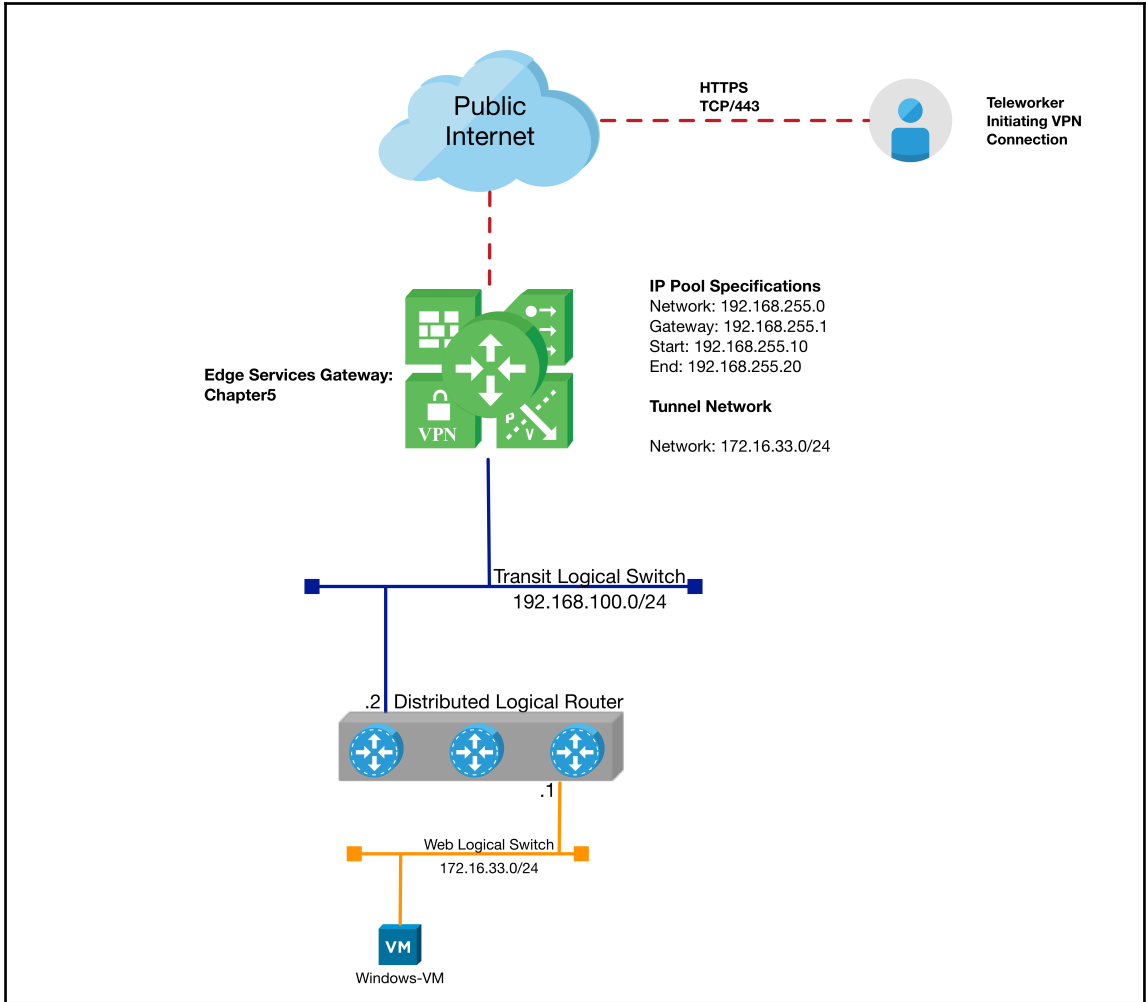 Public
Internet
HTTPS
TCP/443
Teleworker
Initiating VPN
Connection
IP Pool Specifications
Network: 192.168.255.0
Gateway: 192.168.255.1
Start: 192.168.255.10
End: 192.168.255.20
Edge Services Gateway:
Chapter5
VPN
P
V
Tunnel Network
Network: 172.16.33.0/24
Transit Logical Switch
192.168.100.0/24
.2 Distributed Logical Router
.1
Web Logical Switch
172.16.33.0/24
VM
Windows-VM